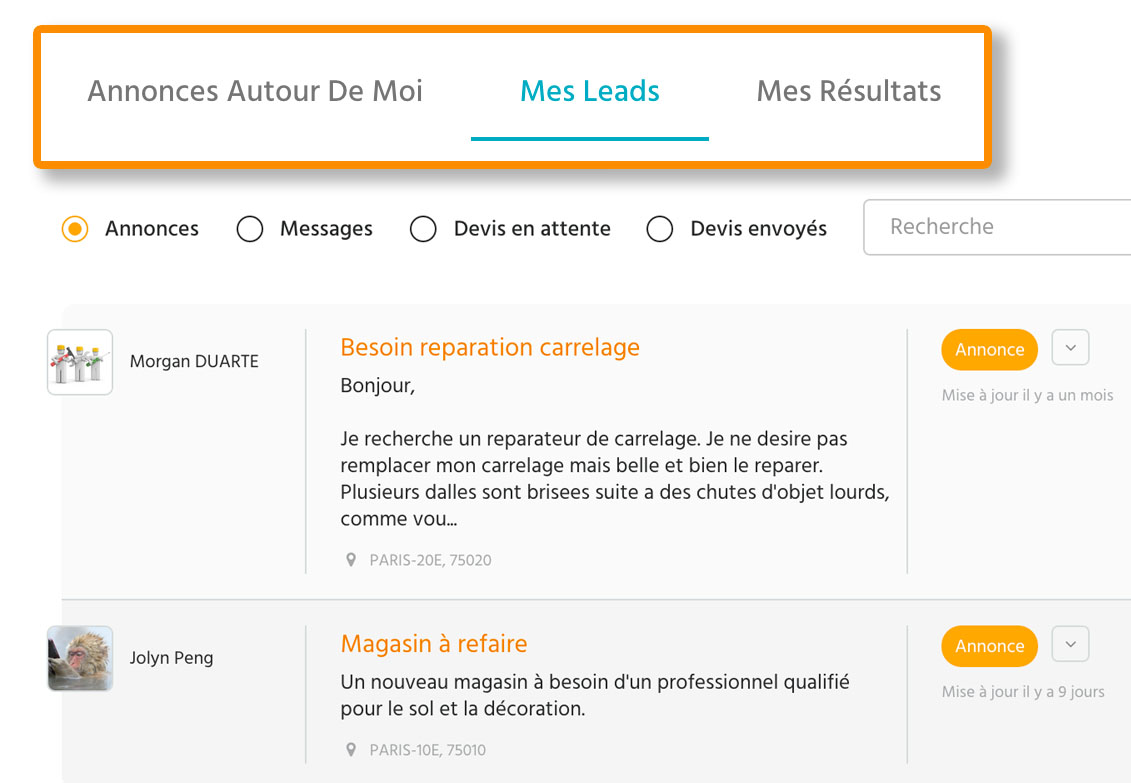 Annonces Autour De Moi Mes Leads Mes Résultats
Annonces Messages Devis en attente Devis envoyés Recherche
Morgan DUARTE
Besoin reparation carrelage
Bonjour,
Je recherche un reparateur de carrelage. Je ne desire pas
remplacer mon carrelage mais belle et bien le reparer.
Plusieurs dalles sont brisees suite a des chutes d'objet lourds,
comme vou...
PARIS-20E, 75020
Annonce
Mise à jour il y a un mois
Jolyn Peng
Magasin à refaire
Un nouveau magasin à besoin d'un professionnel qualifié
pour le sol et la décoration.
PARIS-10E, 75010
Annonce
Mise à jour il y a 9 jours